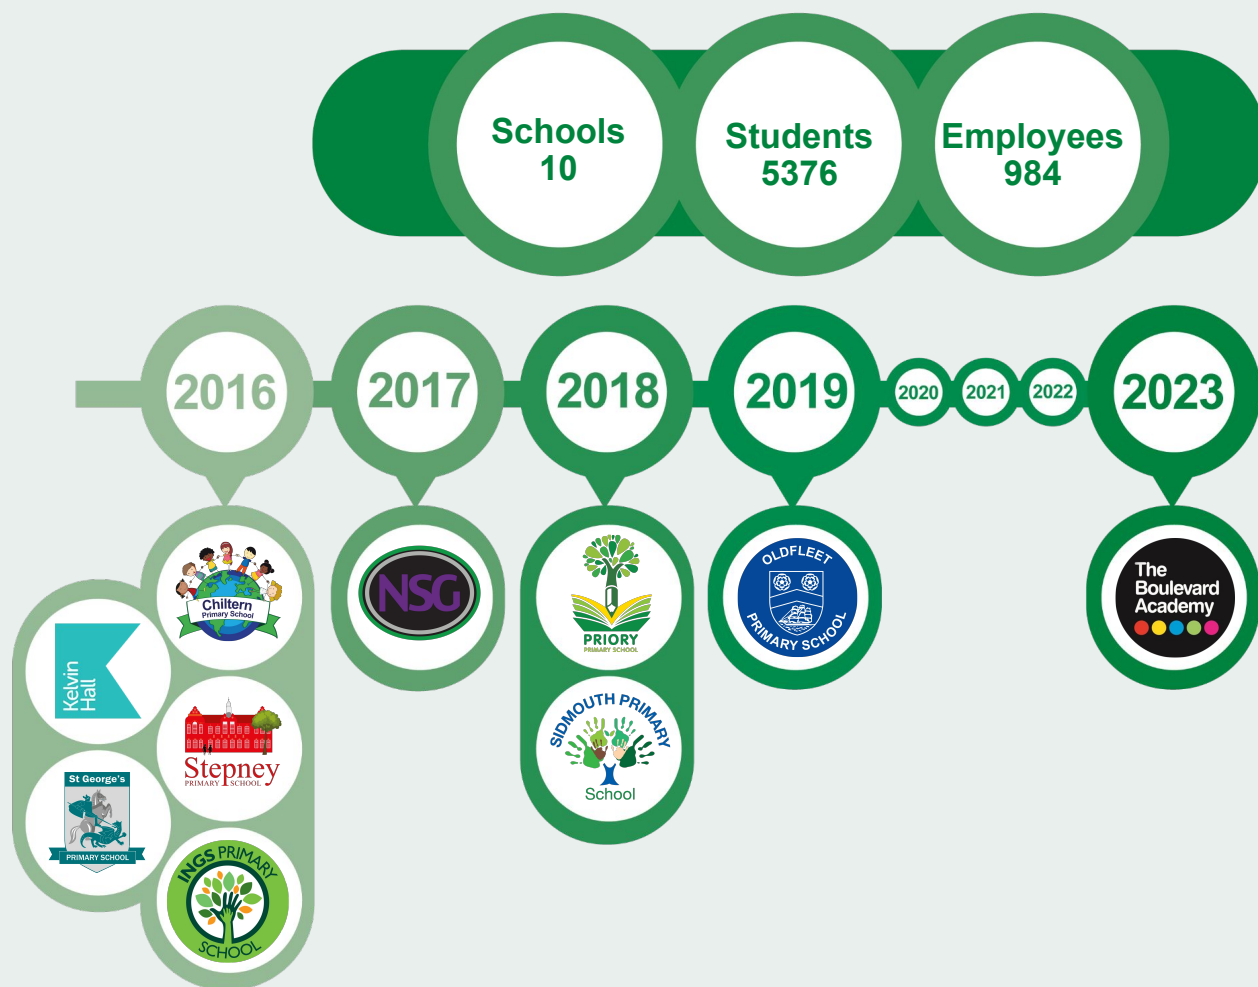 Schools
10
Students
5376
Employees
984
2016
2017
2018
2019
2020
2021
2022
2023
Chiltern
Primary School
Kelvin
Hall
Stepney
PRIMARY SCHOOL
St George's
PRIMARY SCHOOL
INGS PRIMARY
SCHOOL
NSG
PRIORY
PRIMARY SCHOOL
SIDMOUTH PRIMARY
School
OLDFLEET
PRIMARY SCHOOL
The
Boulevard
Academy